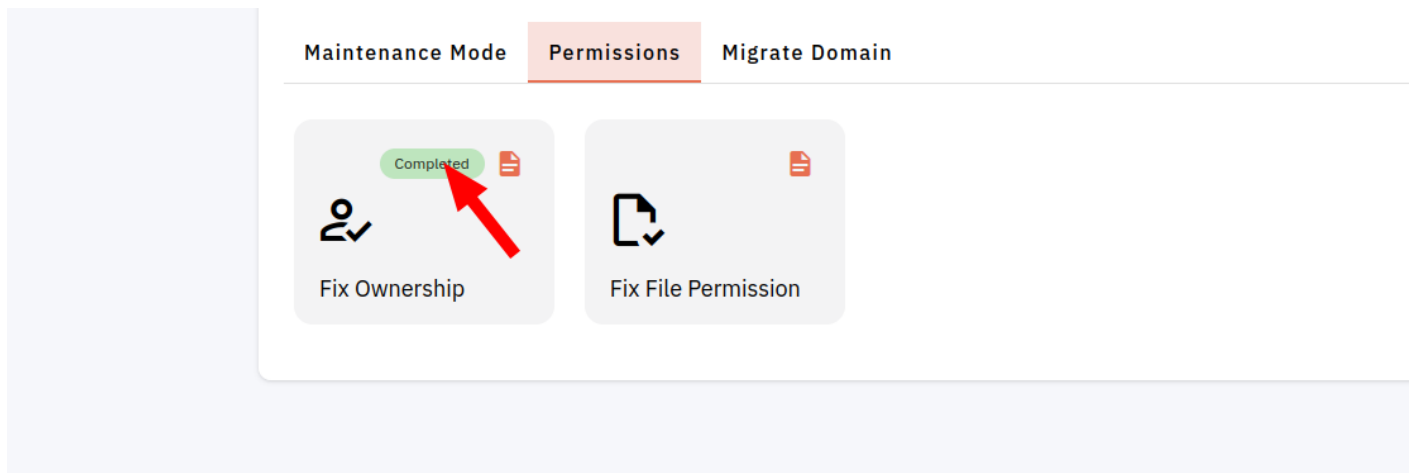 Maintenance Mode Permissions Migrate Domain
Completed
Fix Ownership Fix File Permission